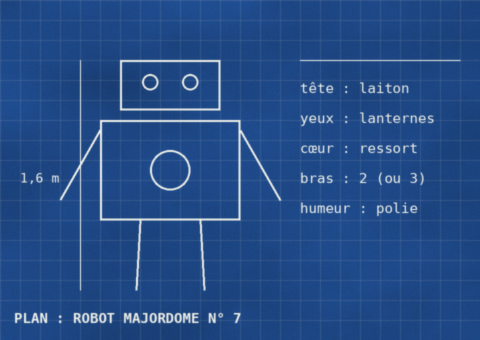 tête : laiton
yeux : lanternes
cœur : ressort
bras : 2 (ou 3)
humeur : polie
1,6 m
PLAN : ROBOT MAJORDOME N° 7